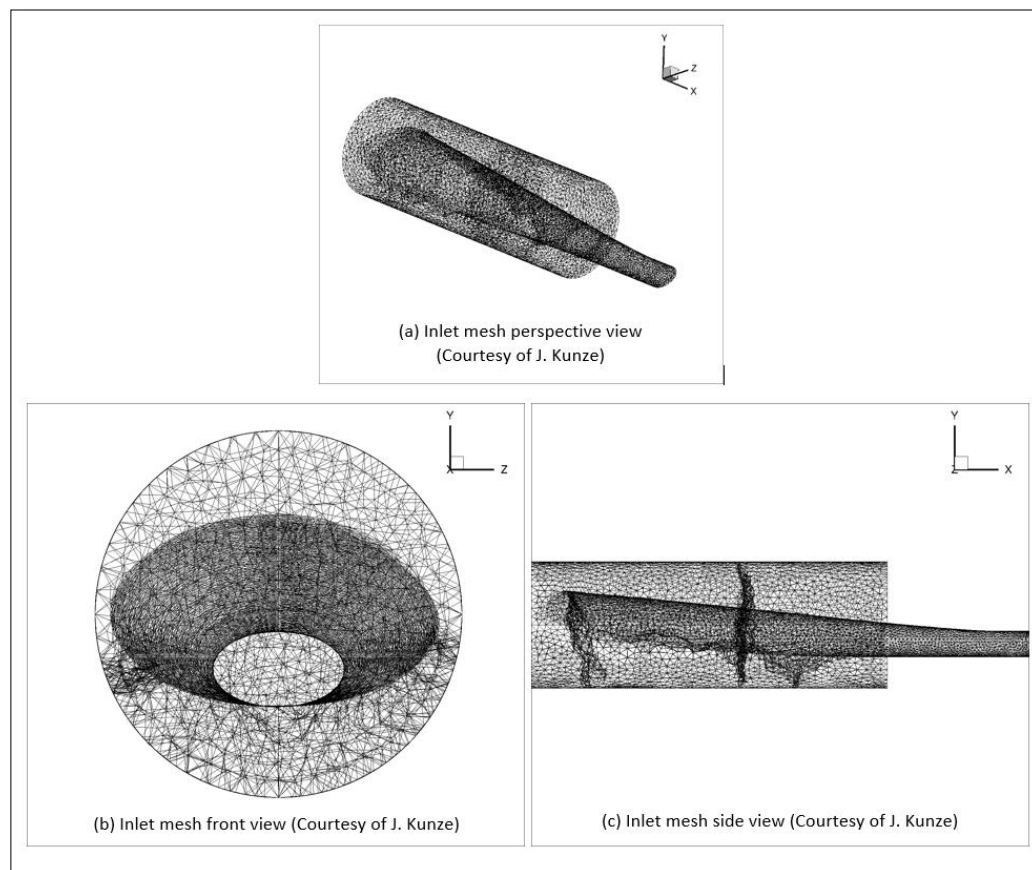 Y
Z
X
(a) Inlet mesh perspective view
(Courtesy of J. Kunze)
Y
X
Z
(b) Inlet mesh front view (Courtesy of J. Kunze)
Y
Z
X
(c) Inlet mesh side view (Courtesy of J. Kunze)